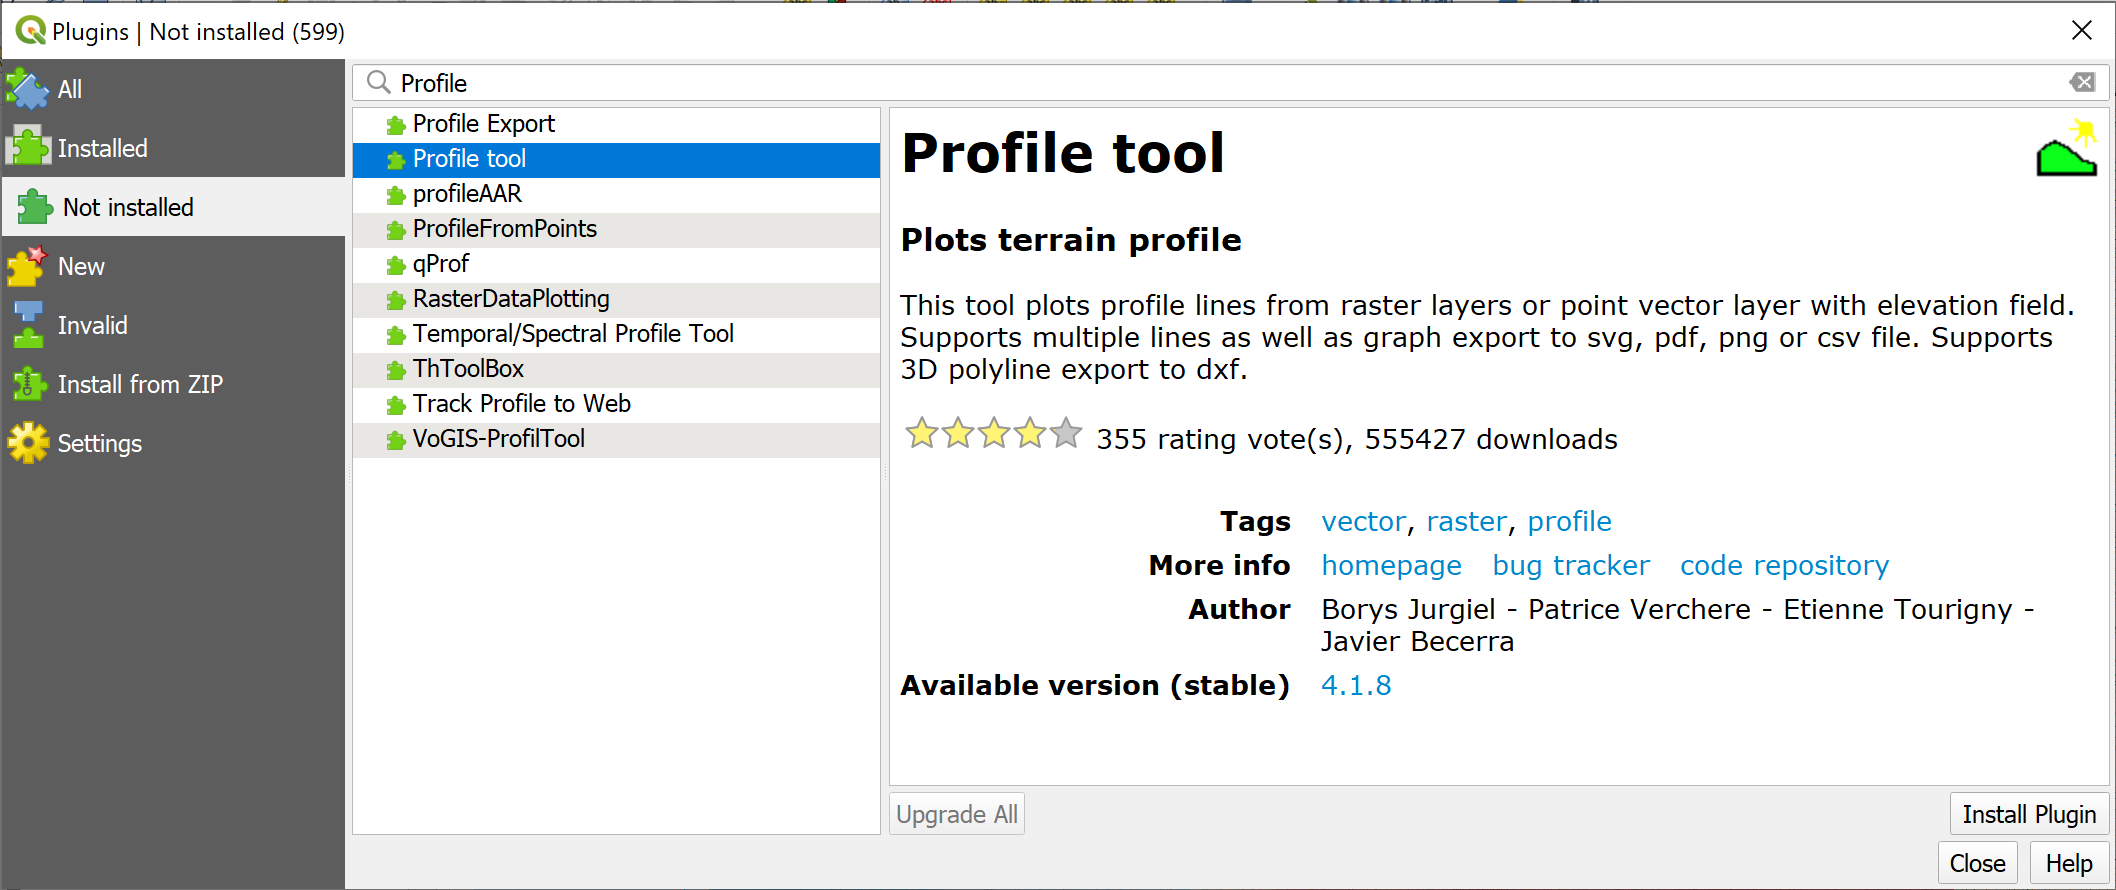 Plugins | Not installed (599)
All
Installed
Not installed
New
Invalid
Install from ZIP
Settings
Profile
Profile Export
Profile tool
profileAAR
ProfileFromPoints
qProf
RasterDataPlotting
Temporal/Spectral Profile Tool
ThToolBox
Track Profile to Web
VoGIS-ProfilTool
Profile tool
Plots terrain profile
This tool plots profile lines from raster layers or point vector layer with elevation field.
Supports multiple lines as well as graph export to svg, pdf, png or csv file. Supports
3D polyline export to dxf.
355 rating vote(s), 555427 downloads
Tags vector, raster, profile
More info homepage bug tracker code repository
Author Borys Jurgiel - Patrice Verchere - Etienne Tourigny -
Javier Becerra
Available version (stable) 4.1.8
Upgrade All
Install Plugin
Close Help